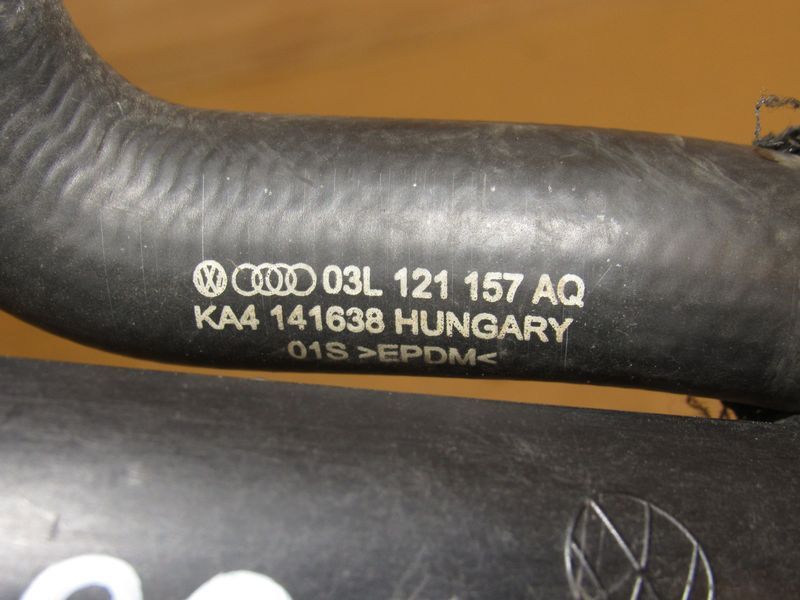 03L 121 157 AQ
KA4 141638 HUNGARY
01S >EPDM<